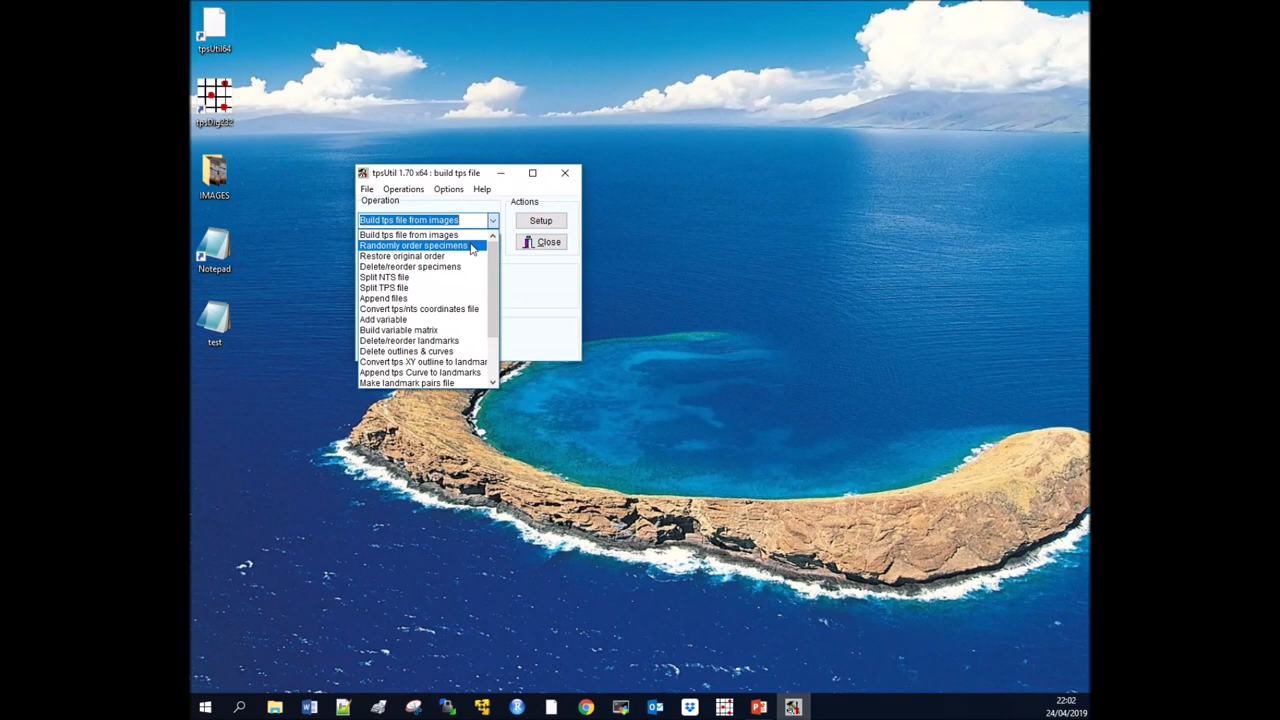 tpsUtil64
tpsDig232
IMAGES
Notepad
test
tpsUtil 1.70 x64 : build tps file
File Operations Options Help
Operation
Actions
Build tps file from images
Setup
Close
Build tps file from images
Randomly order specimens
Restore original order
Delete/reorder specimens
Split NTS file
Split TPS file
Append files
Convert tps/nts coordinates file
Add variable
Build variable matrix
Delete/reorder landmarks
Delete outlines & curves
Convert tps XY outline to landmar
Append tps Curve to landmarks
Make landmark pairs file
22:02
24/04/2019